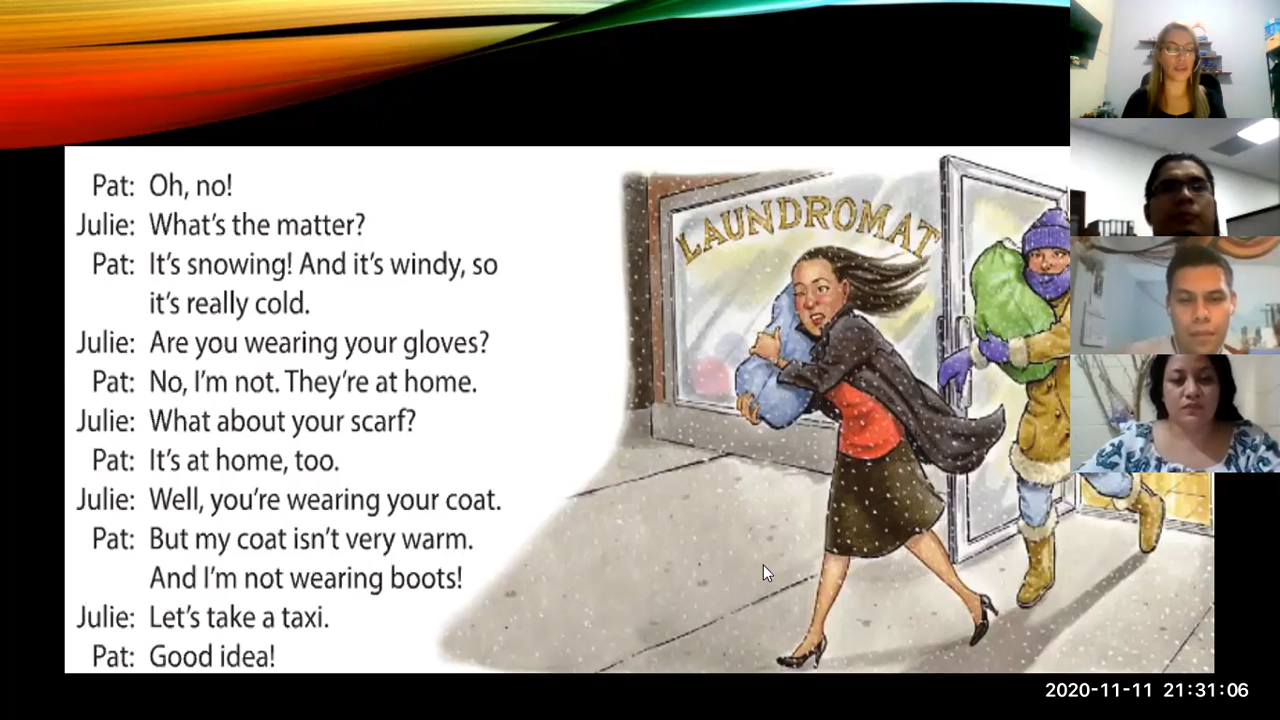 Pat: Oh, no!
Julie: What's the matter?
Pat: It's snowing! And it's windy, so
it's really cold.
Julie: Are you wearing your gloves?
Pat: No, I'm not. They're at home.
Julie: What about your scarf?
Pat: It's at home, too.
Julie: Well, you're wearing your coat.
Pat: But my coat isn't very warm.
And I'm not wearing boots!
Julie: Let's take a taxi.
Pat: Good idea!
LAUNDROMAT
2020-11-11 21:31:06